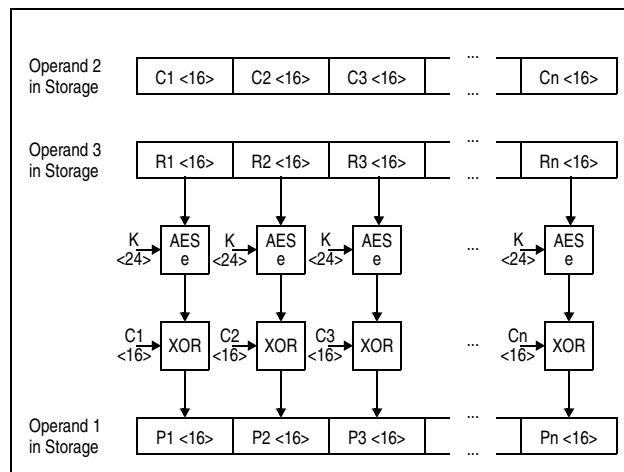 ...
Operand 2
in Storage
C1 <16> C2 <16> C3 <16> Cn <16>
...
...
Operand 3
in Storage
R1 <16> R2 <16> R3 <16> Rn <16>
...
K <24> AES e K <24> AES e K <24> AES e ... K <24> AES e
C1 <16> XOR C2 <16> XOR C3 <16> XOR ... Cn <16> XOR
...
Operand 1
in Storage
P1 <16> P2 <16> P3 <16> Pn <16>
...